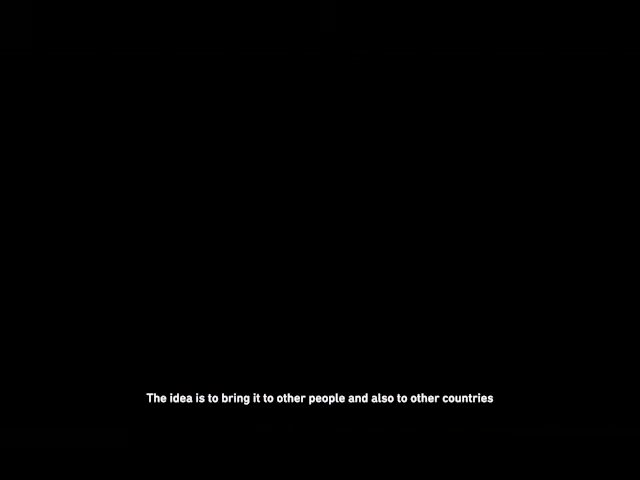 The idea is to bring it to other people and also to other countries